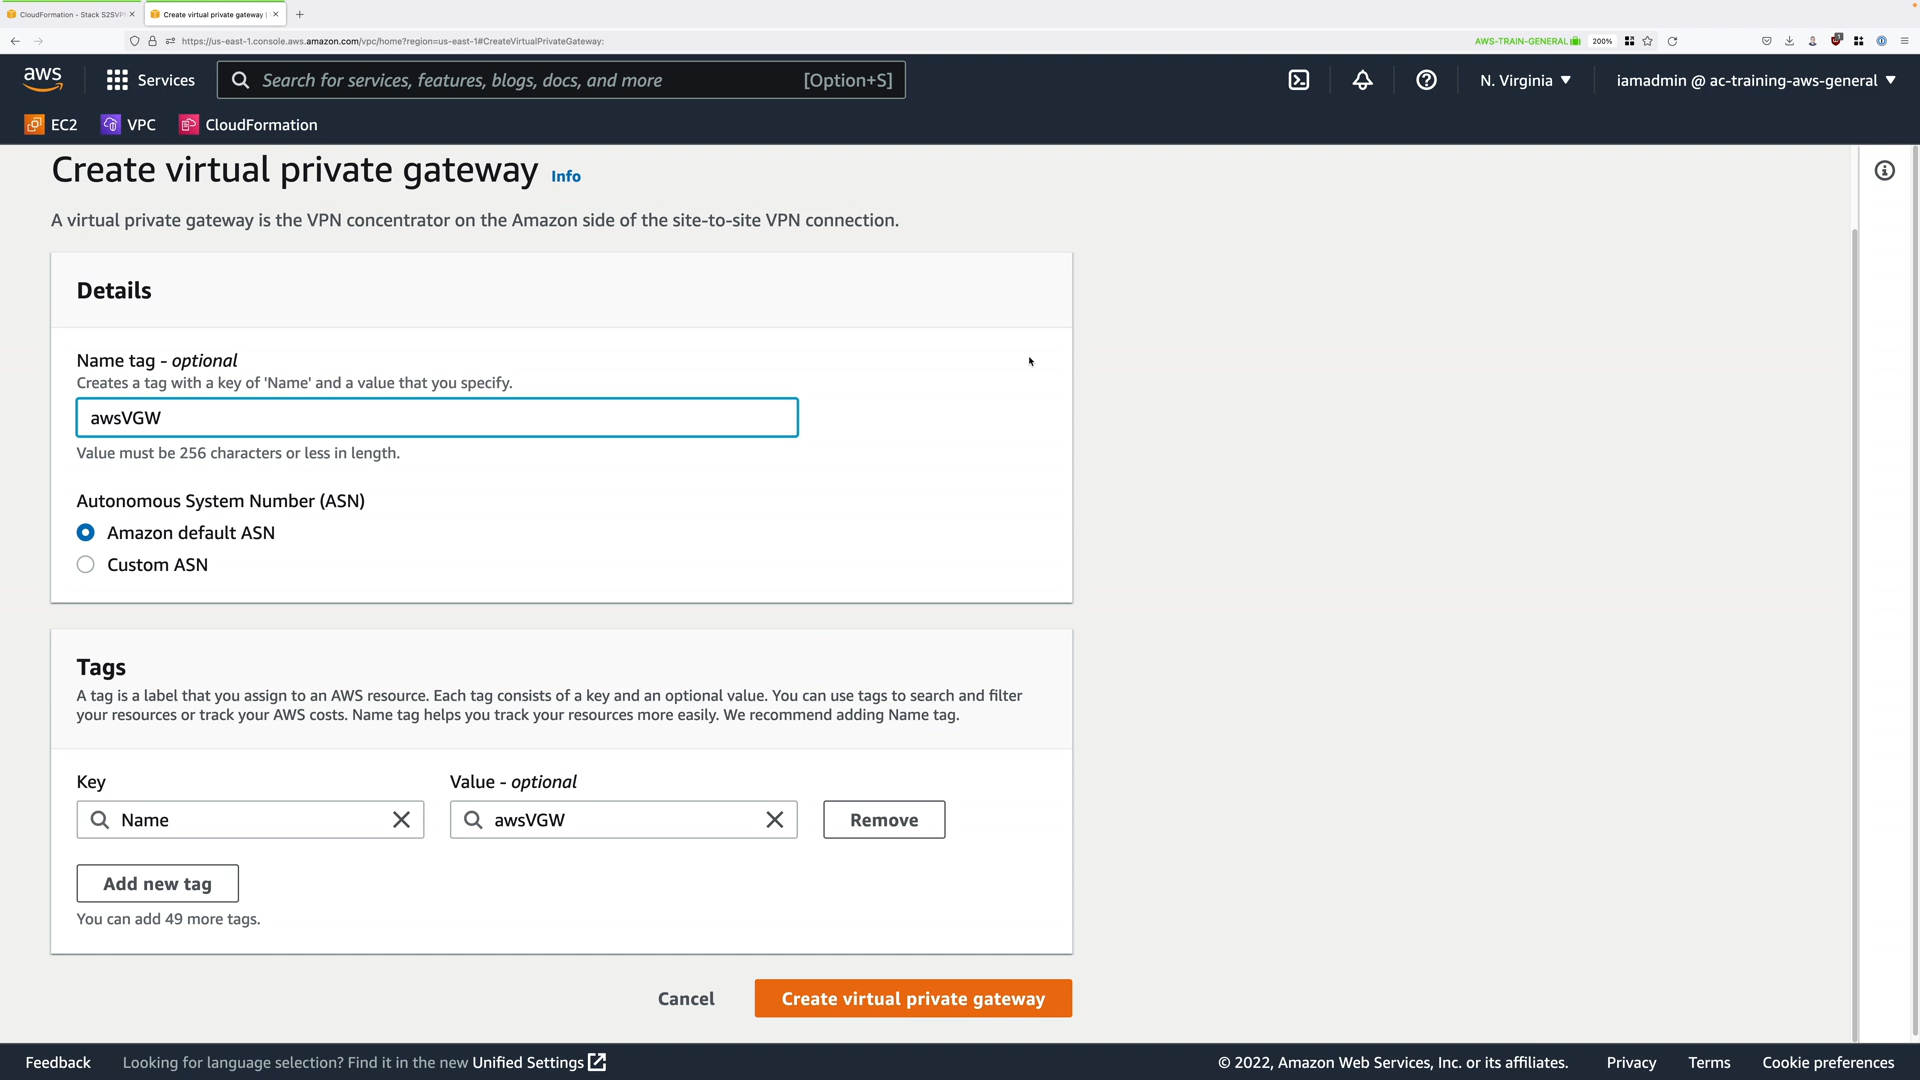 CloudFormation - Stack S2SVP
Create virtual private gateway |
https://us-east-1.console.aws.amazon.com/vpc/home?region=us-east-1#CreateVirtualPrivateGateway:
AWS-TRAIN-GENERAL
200%
aws
Services
Search for services, features, blogs, docs, and more
[Option+S]
N. Virginia
iamadmin @ ac-training-aws-general
EC2
VPC
CloudFormation
Create virtual private gateway Info
A virtual private gateway is the VPN concentrator on the Amazon side of the site-to-site VPN connection.
Details
Name tag - optional
Creates a tag with a key of 'Name' and a value that you specify.
awsVGW
Value must be 256 characters or less in length.
Autonomous System Number (ASN)
Amazon default ASN
Custom ASN
Tags
A tag is a label that you assign to an AWS resource. Each tag consists of a key and an optional value. You can use tags to search and filter
your resources or track your AWS costs. Name tag helps you track your resources more easily. We recommend adding Name tag.
Key
Value - optional
Name
awsVGW
Remove
Add new tag
You can add 49 more tags.
Cancel
Create virtual private gateway
Feedback
Looking for language selection? Find it in the new Unified Settings
© 2022, Amazon Web Services, Inc. or its affiliates.
Privacy
Terms
Cookie preferences